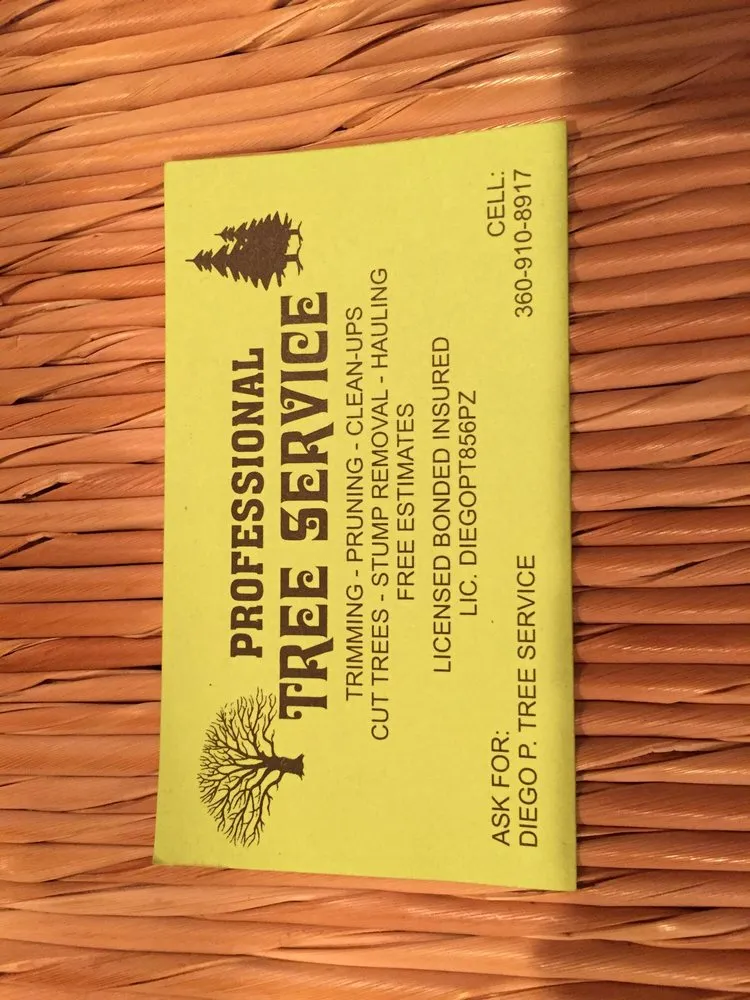 PROFESSIONAL
TREE SERVICE
TRIMMING - PRUNING - CLEAN-UPS
CUT TREES - STUMP REMOVAL - HAULING
FREE ESTIMATES
LICENSED BONDED INSURED
LIC. DIEGOPT856PZ
ASK FOR:
DIEGO P. TREE SERVICE
CELL:
360-910-8917